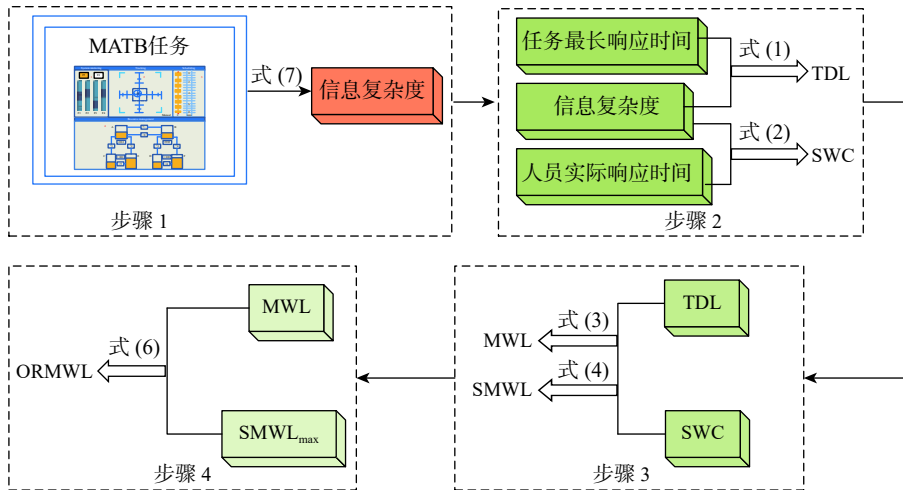 MATB任务
式 (7)
信息复杂度
步骤 1
任务最长响应时间
式 (1)
TDL
信息复杂度
式 (2)
SWC
人员实际响应时间
步骤 2
MWL
式 (6)
ORMWL
SMWLmax
步骤 4
TDL
式 (3)
MWL
式 (4)
SMWL
SWC
步骤 3